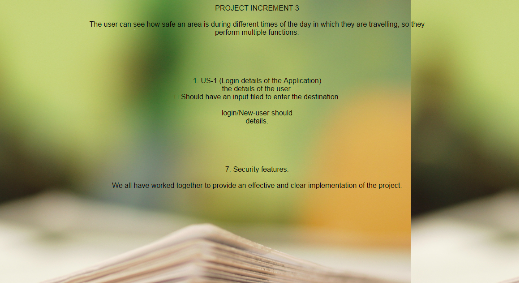 PROJECT INCREMENT 3
The user can see how safe an area is during different times of the day in which they are travelling, so they
perform multiple functions.
1. US-1 (Login details of the Application)
the details of the user
Should have an input filed to enter the destination
login/New-user should
details.
7. Security features.
We all have worked together to provide an effective and clear implementation of the project.